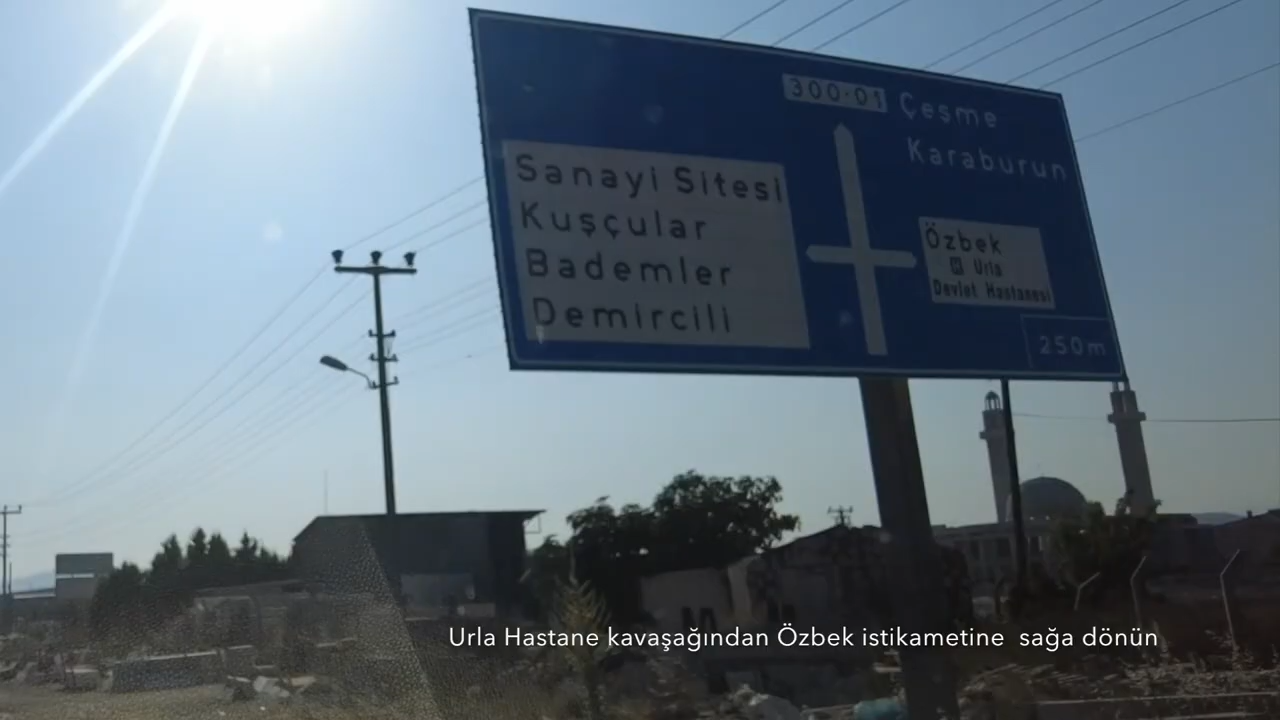 300-01
Çeşme
Karaburun
Sanayi Sitesi
Kuşçular
Bademler
Demircili
Özbek
H Urla
Devlet Hastanesi
250m
Urla Hastane kavaşağından Özbek istikametine sağa dönün